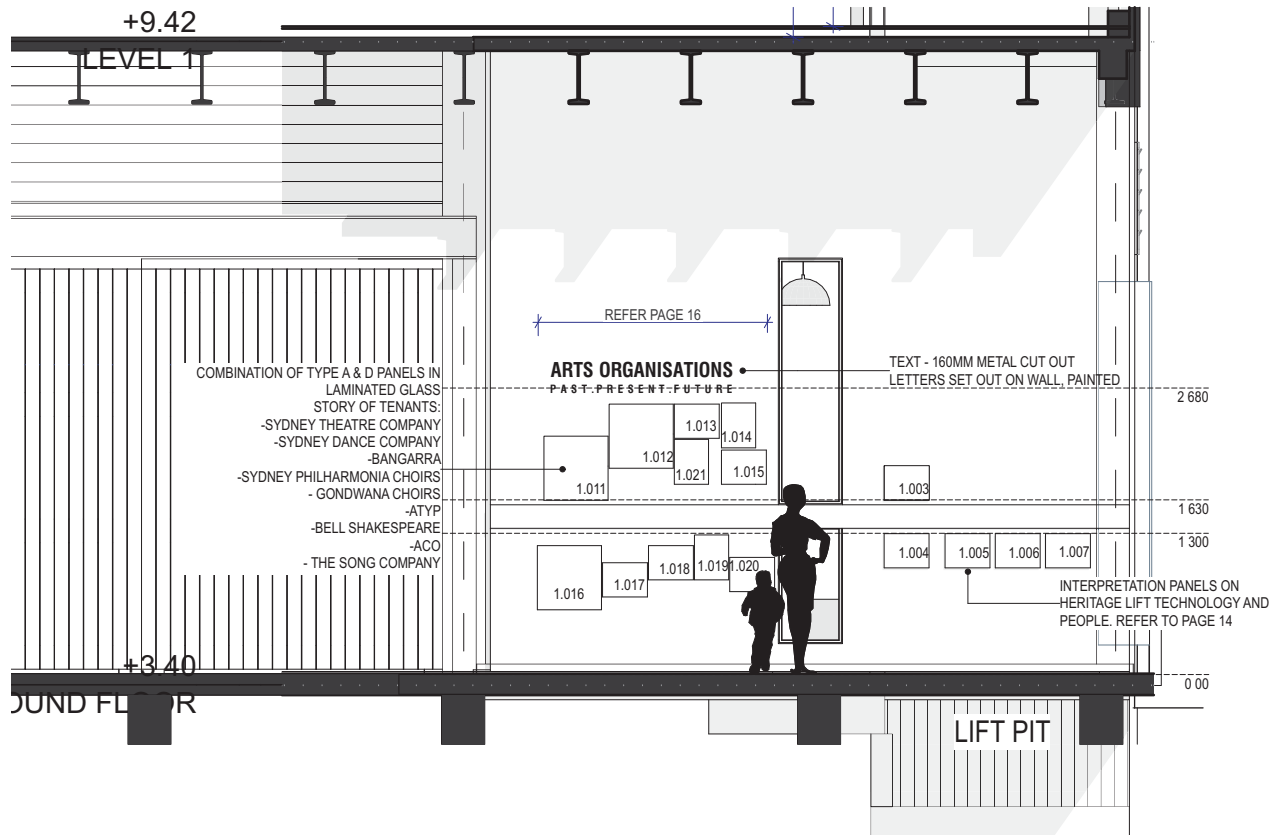 +9.42
LEVEL 1
REFER PAGE 16
ARTS ORGANISATIONS
PAST.PRESENT.FUTURE
TEXT - 160MM METAL CUT OUT
LETTERS SET OUT ON WALL, PAINTED
COMBINATION OF TYPE A & D PANELS IN
LAMINATED GLASS
STORY OF TENANTS:
-SYDNEY THEATRE COMPANY
-SYDNEY DANCE COMPANY
-BANGARRA
-SYDNEY PHILHARMONIA CHOIRS
- GONDWANA CHOIRS
-ATYP
-BELL SHAKESPEARE
-ACO
- THE SONG COMPANY
2 680
1.013
1.014
1.012
1.021
1.015
1.011
1.003
1 630
1 300
1.004
1.005
1.006
1.007
1.016
1.017
1.018
1.019
1.020
INTERPRETATION PANELS ON
HERITAGE LIFT TECHNOLOGY AND
PEOPLE. REFER TO PAGE 14
+3.40
OUND FLOOR
0 00
LIFT PIT